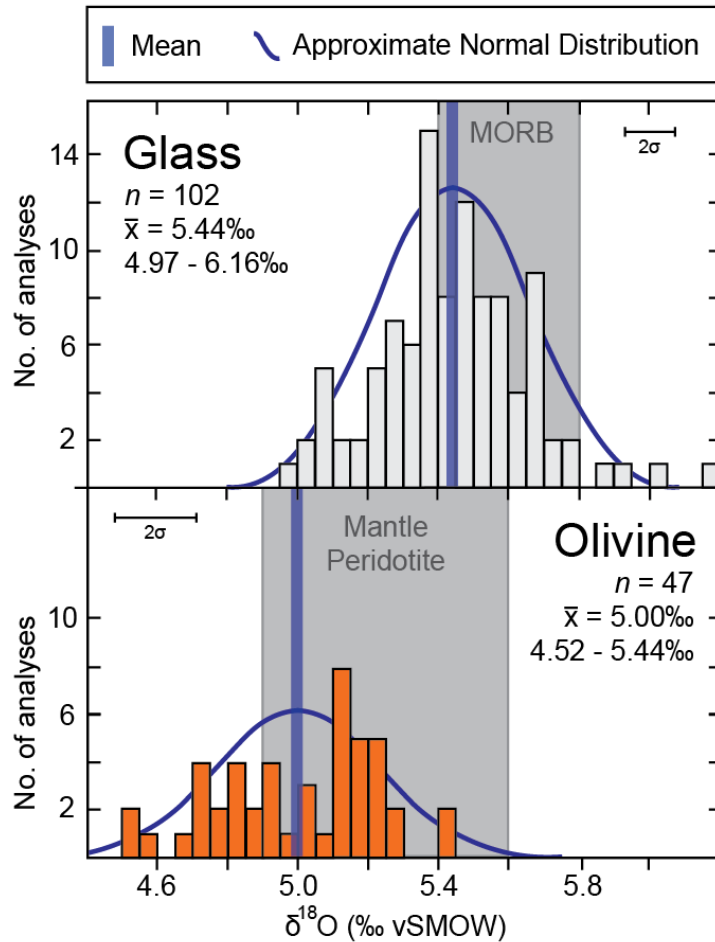 Mean Approximate Normal Distribution
14
10
6
2
No. of analyses
Glass
n = 102
x̄ = 5.44‰
4.97 - 6.16‰
MORB
2σ
10
6
2
No. of analyses
2σ
Mantle
Peridotite
Olivine
n = 47
x̄ = 5.00‰
4.52 - 5.44‰
4.6 5.0 5.4 5.8
δ¹⁸O (‰ vSMOW)